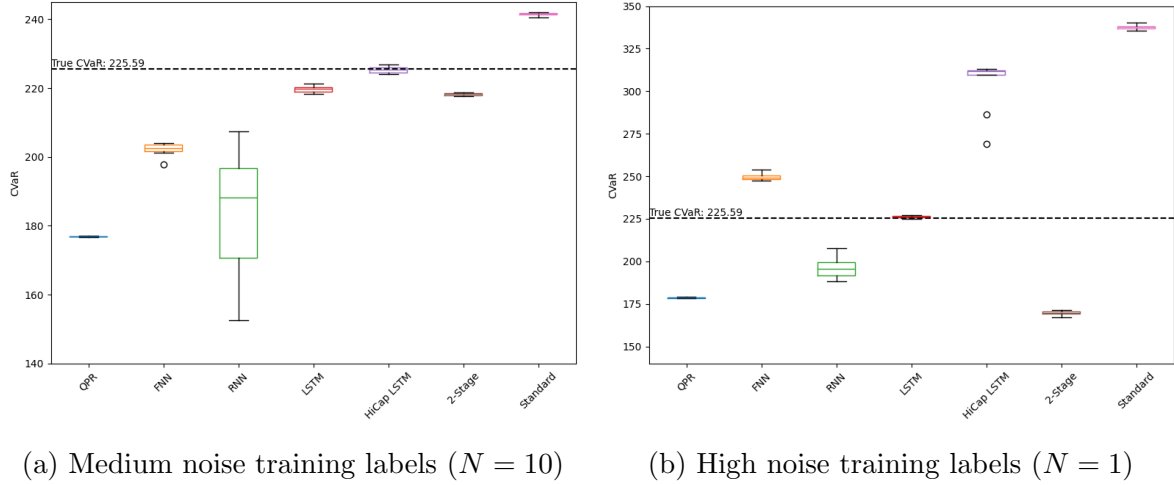 240
220
200
180
160
140
CVaR
True CVaR: 225.59
QPR
FNN
RNN
LSTM
HiCap LSTM
2-Stage
Standard
(a) Medium noise training labels (N = 10)
350
325
300
275
250
225
200
175
150
CVaR
True CVaR: 225.59
QPR
FNN
RNN
LSTM
HiCap LSTM
2-Stage
Standard
(b) High noise training labels (N = 1)